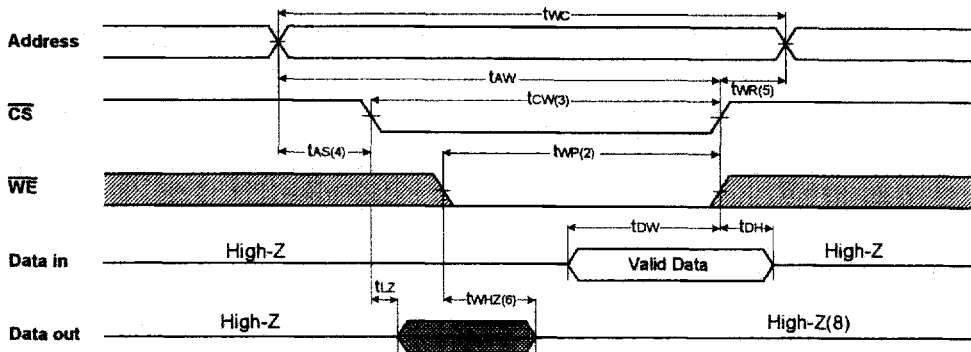 tWC
Address
tAW
tCW(3)
tWR(5)
CS
tAS(4)
tWP(2)
WE
tDW
tDH
High-Z
High-Z
Data in
Valid Data
tLZ
tWHZ(6)
High-Z
High-Z(8)
Data out